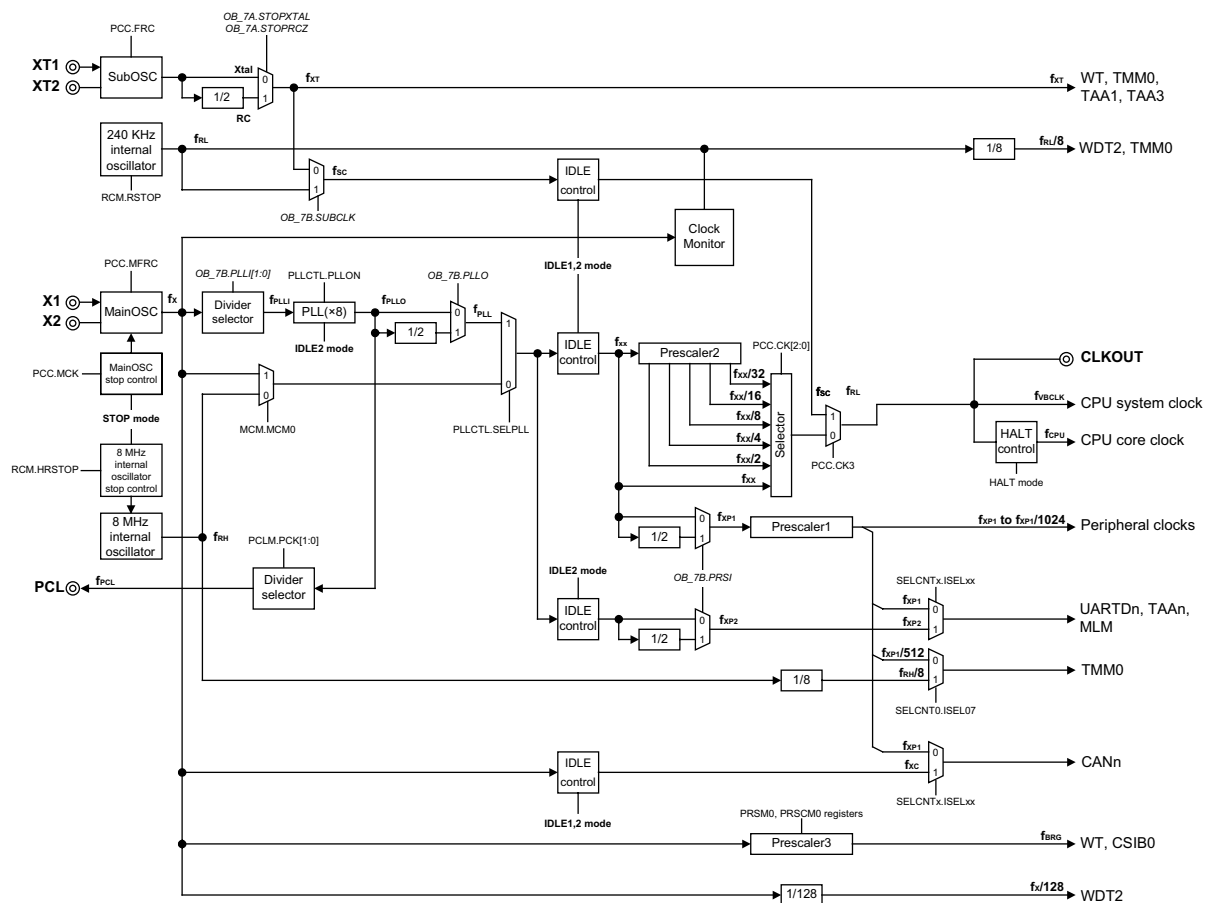 OB_7A.STOPXTAL
OB_7A.STOPRCZ
PCC.FRC
XT1
XT2
SubOSC
Xtal
0
1
1/2
RC
fXT
fXT
WT, TMM0,
TAA1, TAA3
240 KHz
internal
oscillator
RCM.RSTOP
fRL
1/8
fRL/8
WDT2, TMM0
0
1
fSC
OB_7B.SUBCLK
IDLE
control
Clock
Monitor
IDLE1,2 mode
PCC.MFRC
X1
X2
MainOSC
fX
OB_7B.PLLI[1:0]
Divider
selector
fPLLI
PLLCTL.PLLON
PLL(×8)
IDLE2 mode
fPLLO
OB_7B.PLLO
0
1
1/2
fPLL
1
0
PLLCTL.SELPLL
IDLE
control
fXX
Prescaler2
PCC.CK[2:0]
fXX/32
fXX/16
fXX/8
fXX/4
fXX/2
fXX
Selector
fSC
fRL
1
0
PCC.CK3
CLKOUT
fVBCLK
CPU system clock
HALT
control
fCPU
CPU core clock
HALT mode
PCC.MCK
MainOSC
stop control
STOP mode
1
0
MCM.MCM0
RCM.HRSTOP
8 MHz
internal
oscillator
stop control
8 MHz
internal
oscillator
fRH
PCLM.PCK[1:0]
PCL
fPCL
Divider
selector
1/2
0
1
fXP1
Prescaler1
fXP1 to fXP1/1024
Peripheral clocks
OB_7B.PRSI
IDLE2 mode
IDLE
control
1/2
0
1
fXP2
SELCNTx.ISELxx
fXP1
0
fXP2
1
UARTDn, TAAn,
MLM
fXP1/512
0
1/8
fRH/8
1
TMM0
SELCNT0.ISEL07
IDLE
control
IDLE1,2 mode
fXP1
0
fXC
1
CANn
SELCNTx.ISELxx
PRSM0, PRSCM0 registers
Prescaler3
fBRG
WT, CSIB0
1/128
fX/128
WDT2